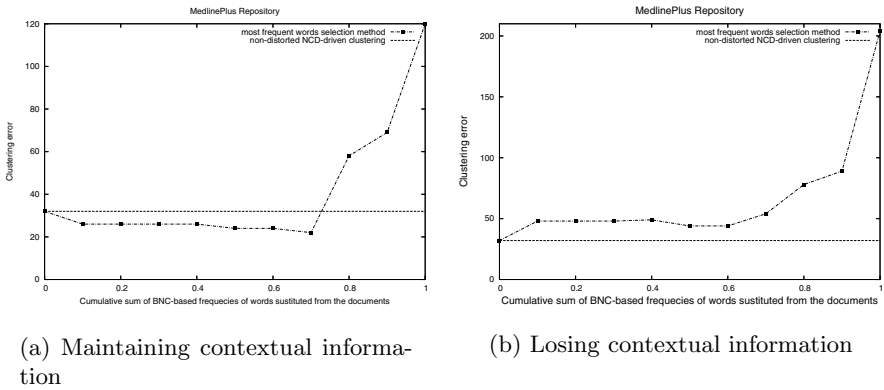 MedlinePlus Repository
most frequent words selection method
non-distorted NCD-driven clustering
120
100
80
60
40
20
0
Clustering error
0 0.2 0.4 0.6 0.8 1
Cumulative sum of BNC-based frequecies of words sustituted from the documents
(a) Maintaining contextual informa-
tion
MedlinePlus Repository
most frequent words selection method
non-distorted NCD-driven clustering
200
150
100
50
0
Clustering error
0 0.2 0.4 0.6 0.8 1
Cumulative sum of BNC-based frequecies of words sustituted from the documents
(b) Losing contextual information